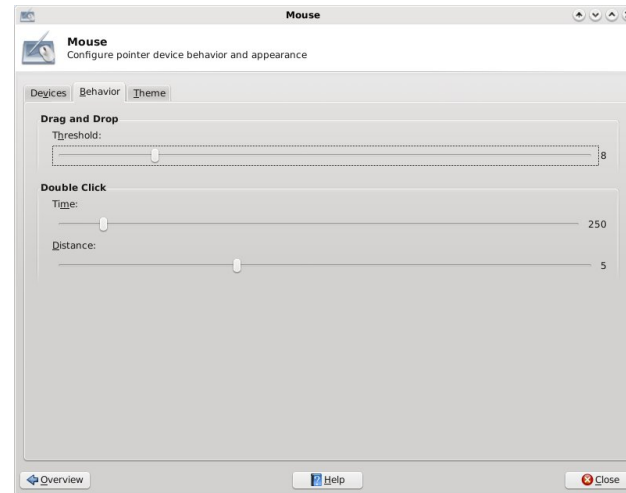 Mouse
Mouse
Configure pointer device behavior and appearance
Devices Behavior Theme
Drag and Drop
Threshold:
8
Double Click
Time:
250
Distance:
5
Overview Help Close